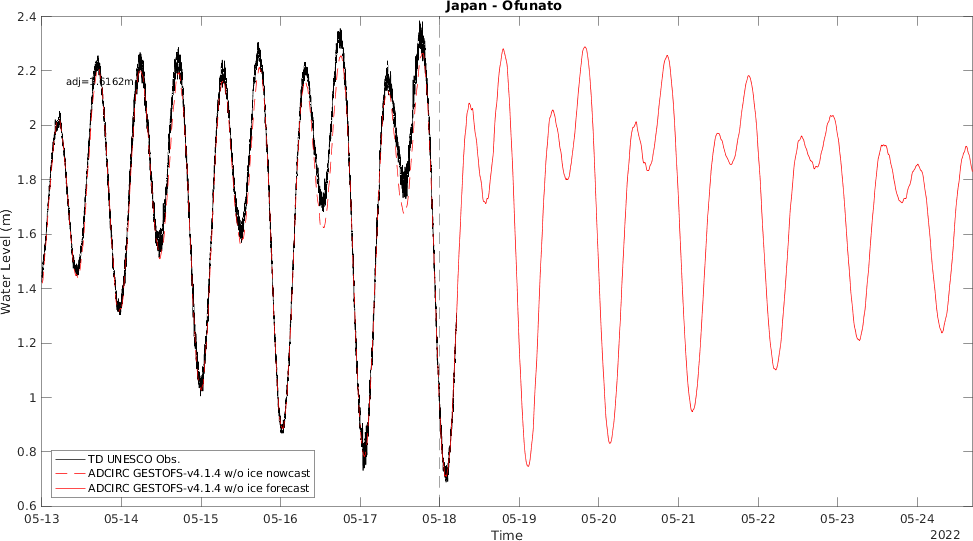 Japan - Ofunato
2.4
2.2
adj=1.6162m
2
1.8
1.6
1.4
1.2
1
0.8
0.6
Water Level (m)
TD UNESCO Obs.
ADCIRC GESTOFS-v4.1.4 w/o ice nowcast
ADCIRC GESTOFS-v4.1.4 w/o ice forecast
05-13 05-14 05-15 05-16 05-17 05-18 05-19 05-20 05-21 05-22 05-23 05-24
Time
2022